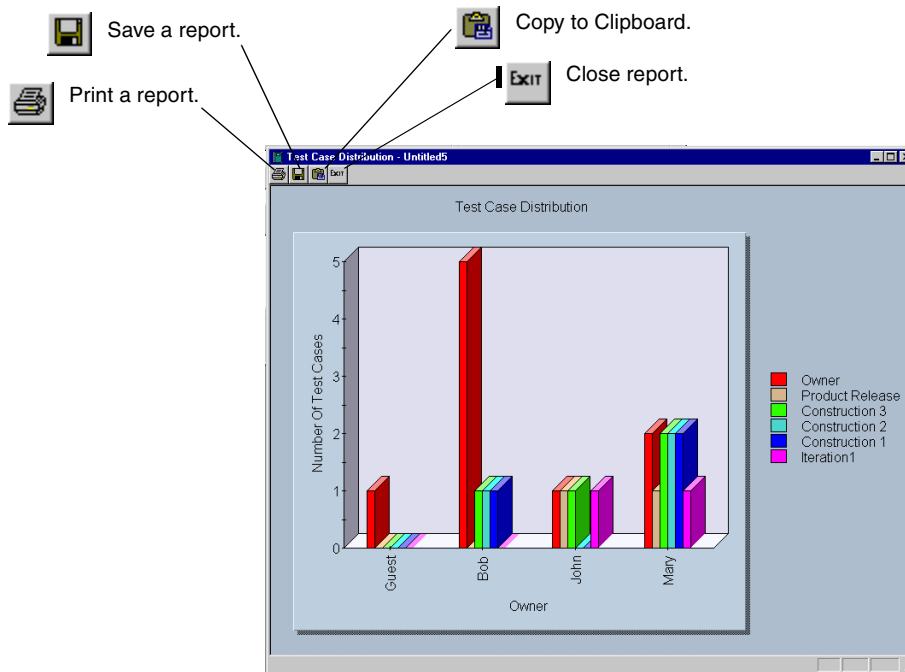 Save a report.
Copy to Clipboard.
Print a report.
EXIT
Close report.
Test Case Distribution - Untitled5
EXIT
Test Case Distribution
Number Of Test Cases
5
4
3
2
1
0
Guest
Bob
John
Mary
Owner
Owner
Product Release
Construction 3
Construction 2
Construction 1
Iteration1